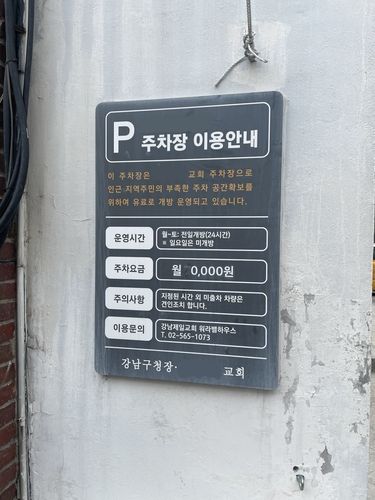 P 주차장 이용안내
이 주차장은 교회 주차장으로
인근 지역주민의 부족한 주차 공간확보를
위하여 유료로 개방 운영되고 있습니다.
운영시간
월~토: 전일개방(24시간)
※ 일요일은 미개방
주차요금
월 0,000원
주의사항
지정된 시간 외 미출차 차량은
견인조치 합니다.
이용문의
강남제일교회 워라밸하우스
T. 02-565-1073
강남구청장· 교회